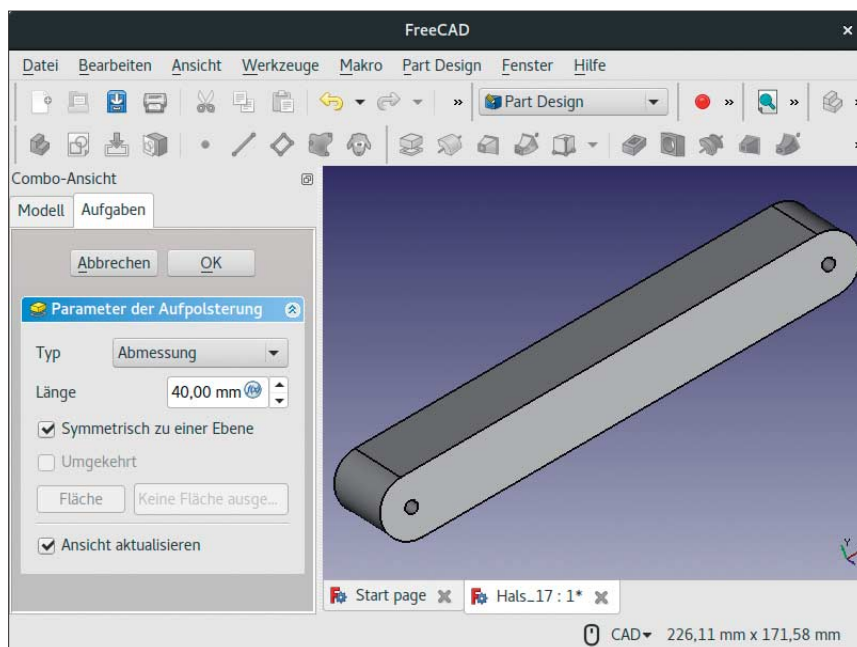 FreeCAD ×
Datei Bearbeiten Ansicht Werkzeuge Makro Part Design Fenster Hilfe
» Part Design » »
Combo-Ansicht
Modell Aufgaben
Abbrechen OK
Parameter der Aufpolsterung
Typ Abmessung
Länge 40,00 mm f(x)
Symmetrisch zu einer Ebene
Umgekehrt
Fläche Keine Fläche ausge...
Ansicht aktualisieren
Y
Start page Hals_17 : 1*
CAD 226,11 mm x 171,58 mm